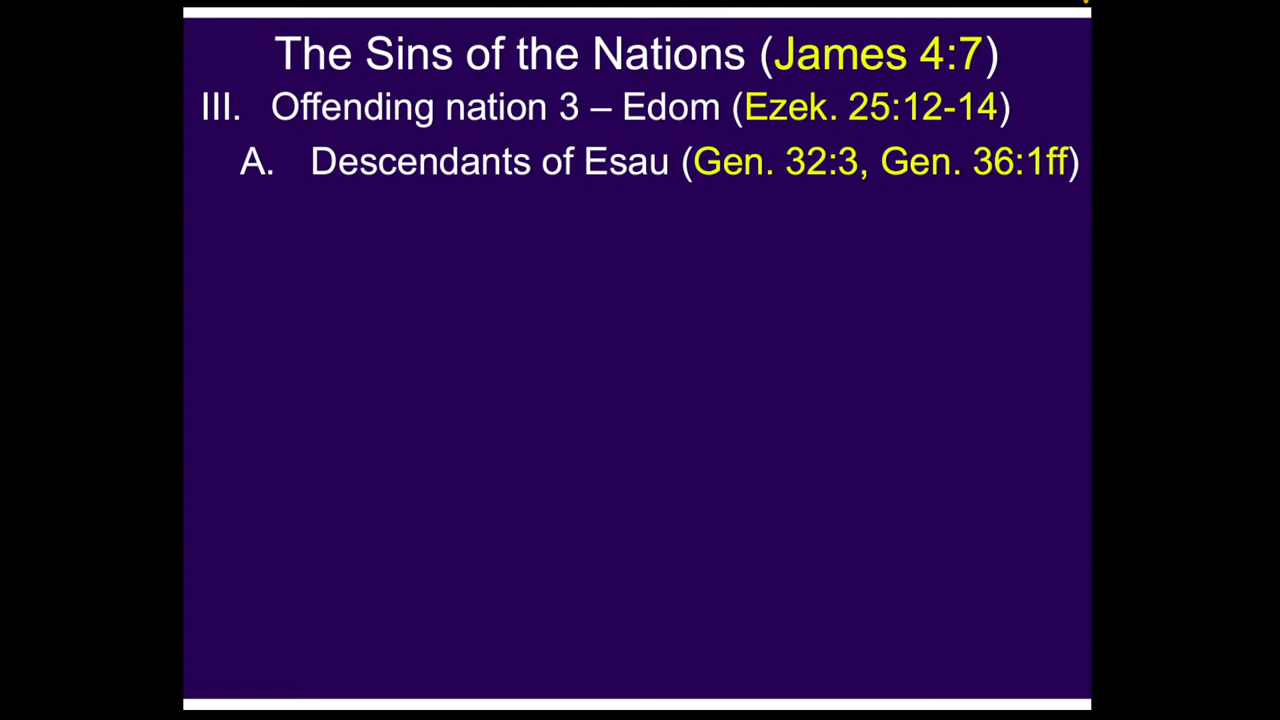 The Sins of the Nations (James 4:7)
III. Offending nation 3 – Edom (Ezek. 25:12-14)
A. Descendants of Esau (Gen. 32:3, Gen. 36:1ff)